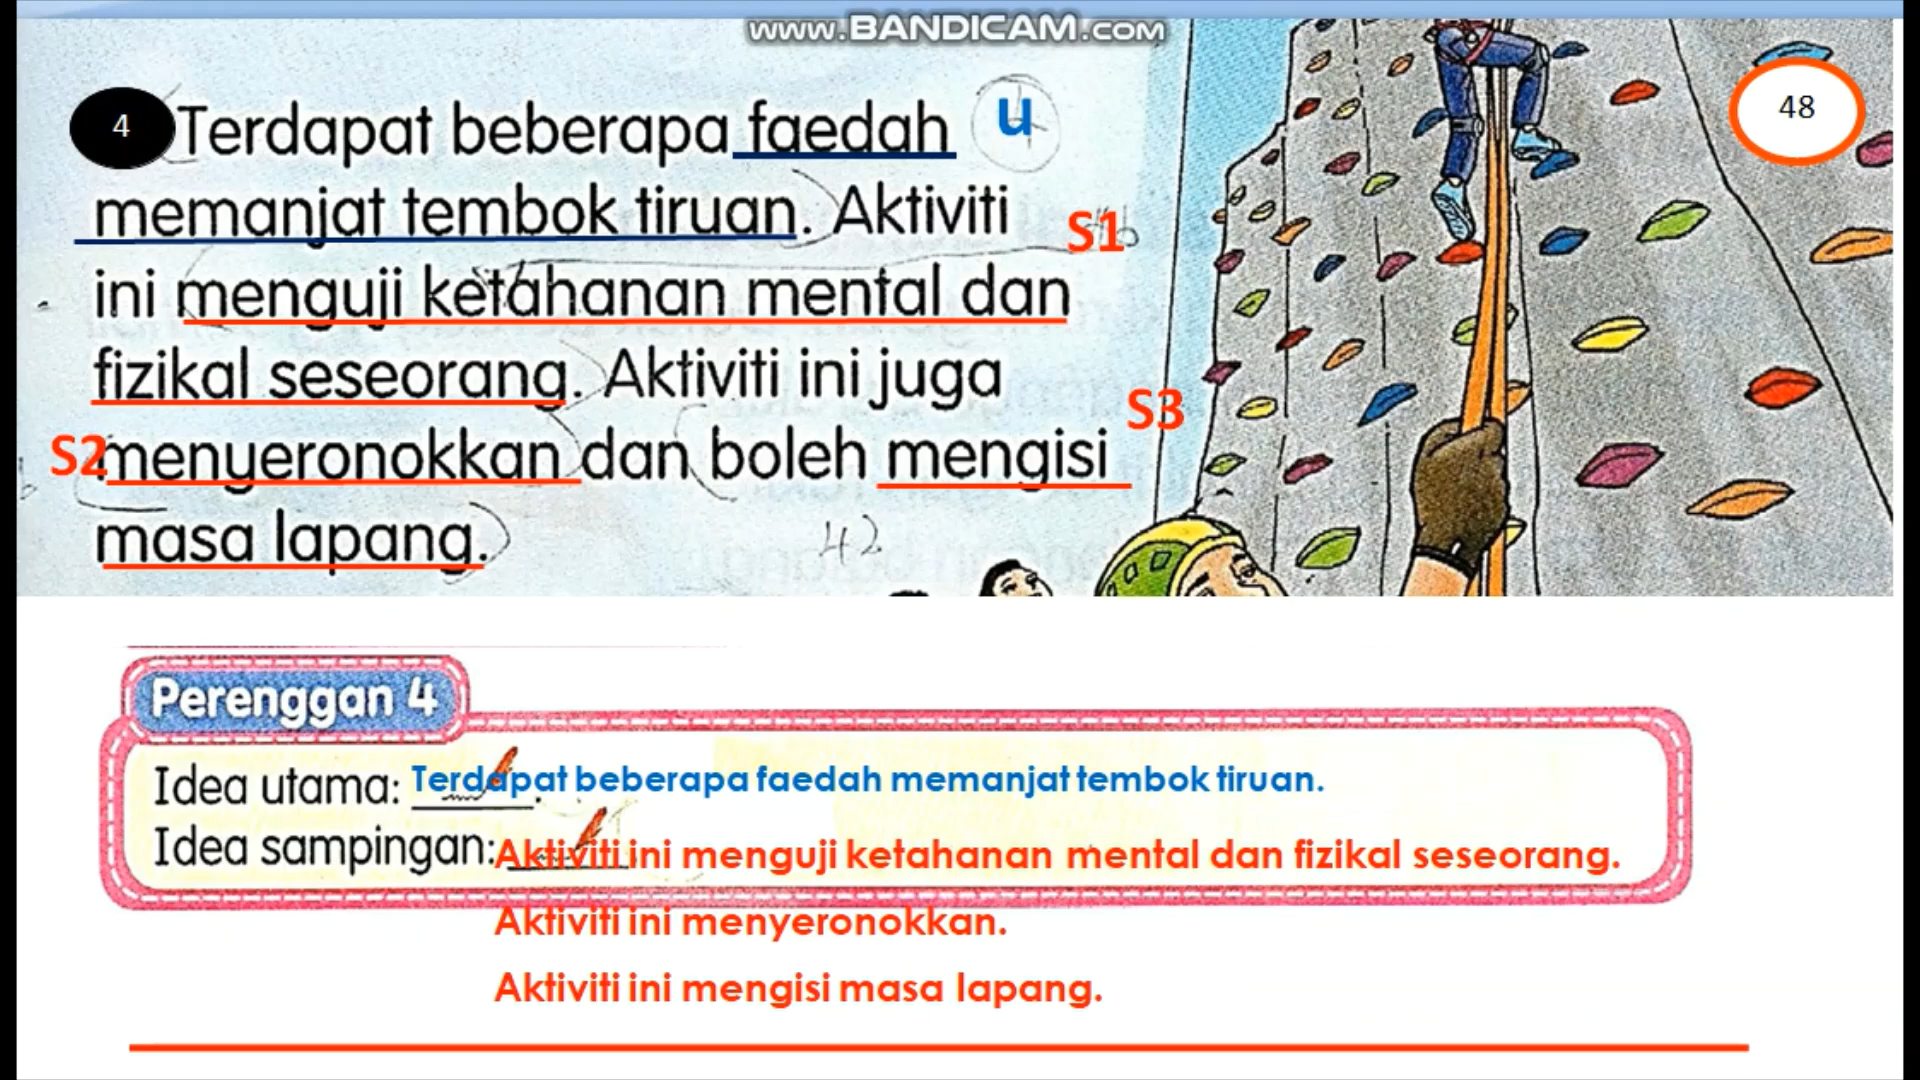 www.BANDICAM.com
4 Terdapat beberapa faedah u
memanjat tembok tiruan. Aktiviti S1
ini menguji ketahanan mental dan
fizikal seseorang. Aktiviti ini juga
S2 menyeronokkan dan boleh mengisi S3
masa lapang.
42
48
Perenggan 4
Idea utama: Terdapat beberapa faedah memanjat tembok tiruan.
Idea sampingan: Aktiviti ini menguji ketahanan mental dan fizikal seseorang.
Aktiviti ini menyeronokkan.
Aktiviti ini mengisi masa lapang.